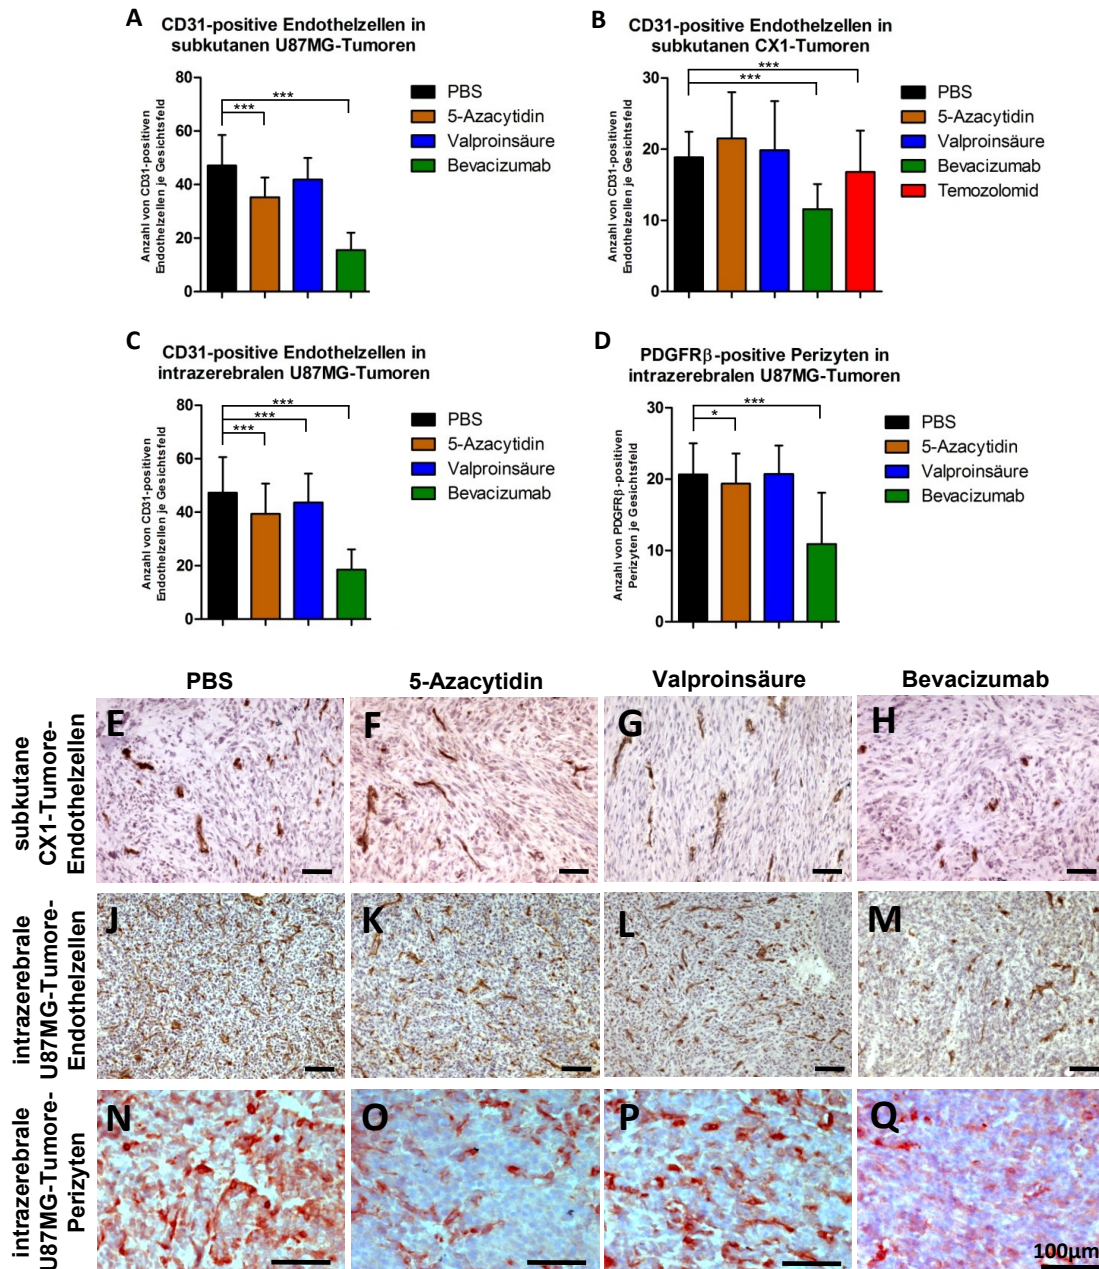 A
CD31-positive Endothelzellen in
subkutanen U87MG-Tumoren
Anzahl von CD31-positiven
Endothelzellen je Gesichtsfeld
80
60
40
20
0
***
***
PBS
5-Azacytidin
Valproinsäure
Bevacizumab
B
CD31-positive Endothelzellen in
subkutanen CX1-Tumoren
Anzahl von CD31-positiven
Endothelzellen je Gesichtsfeld
30
20
10
0
***
***
PBS
5-Azacytidin
Valproinsäure
Bevacizumab
Temozolomid
C
CD31-positive Endothelzellen in
intrazerebralen U87MG-Tumoren
Anzahl von CD31-positiven
Endothelzellen je Gesichtsfeld
80
60
40
20
0
***
***
***
PBS
5-Azacytidin
Valproinsäure
Bevacizumab
D
PDGFRβ-positive Perizyten in
intrazerebralen U87MG-Tumoren
Anzahl von PDGFRβ-positiven
Perizyten je Gesichtsfeld
30
20
10
0
***
*
PBS
5-Azacytidin
Valproinsäure
Bevacizumab
PBS
5-Azacytidin
Valproinsäure
Bevacizumab
subkutane
CX1-Tumore-
Endothelzellen
E
F
G
H
intrazerebrale
U87MG-Tumore-
Endothelzellen
J
K
L
M
intrazerebrale
U87MG-Tumore-
Perizyten
N
O
P
Q
100µm